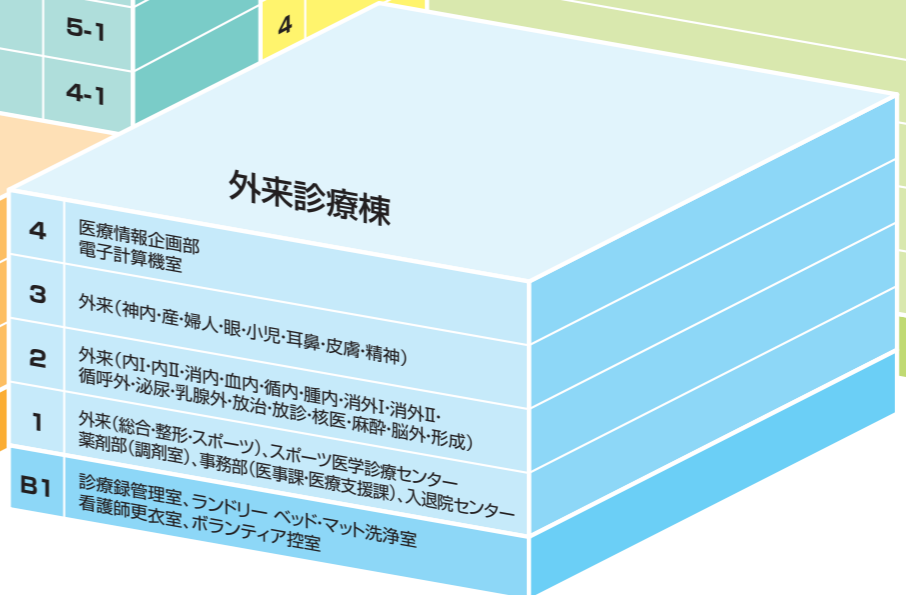 5-1
4
4-1
外来診療棟
4 医療情報企画部
電子計算機室
3 外来（神内・産・婦人・眼・小児・耳鼻・皮膚・精神）
2 外来（内Ⅰ・内Ⅱ・消内・血内・循内・腫内・消外Ⅰ・消外Ⅱ・
循呼外・泌尿・乳腺外・放治・放診・核医・麻酔・脳外・形成）
1 外来（総合・整形・スポーツ）、スポーツ医学診療センター
薬剤部（調剤室）、事務部（医事課・医療支援課）、入退院センター
B1 診療録管理室、ランドリー ベッド・マット洗浄室
看護師更衣室、ボランティア控室